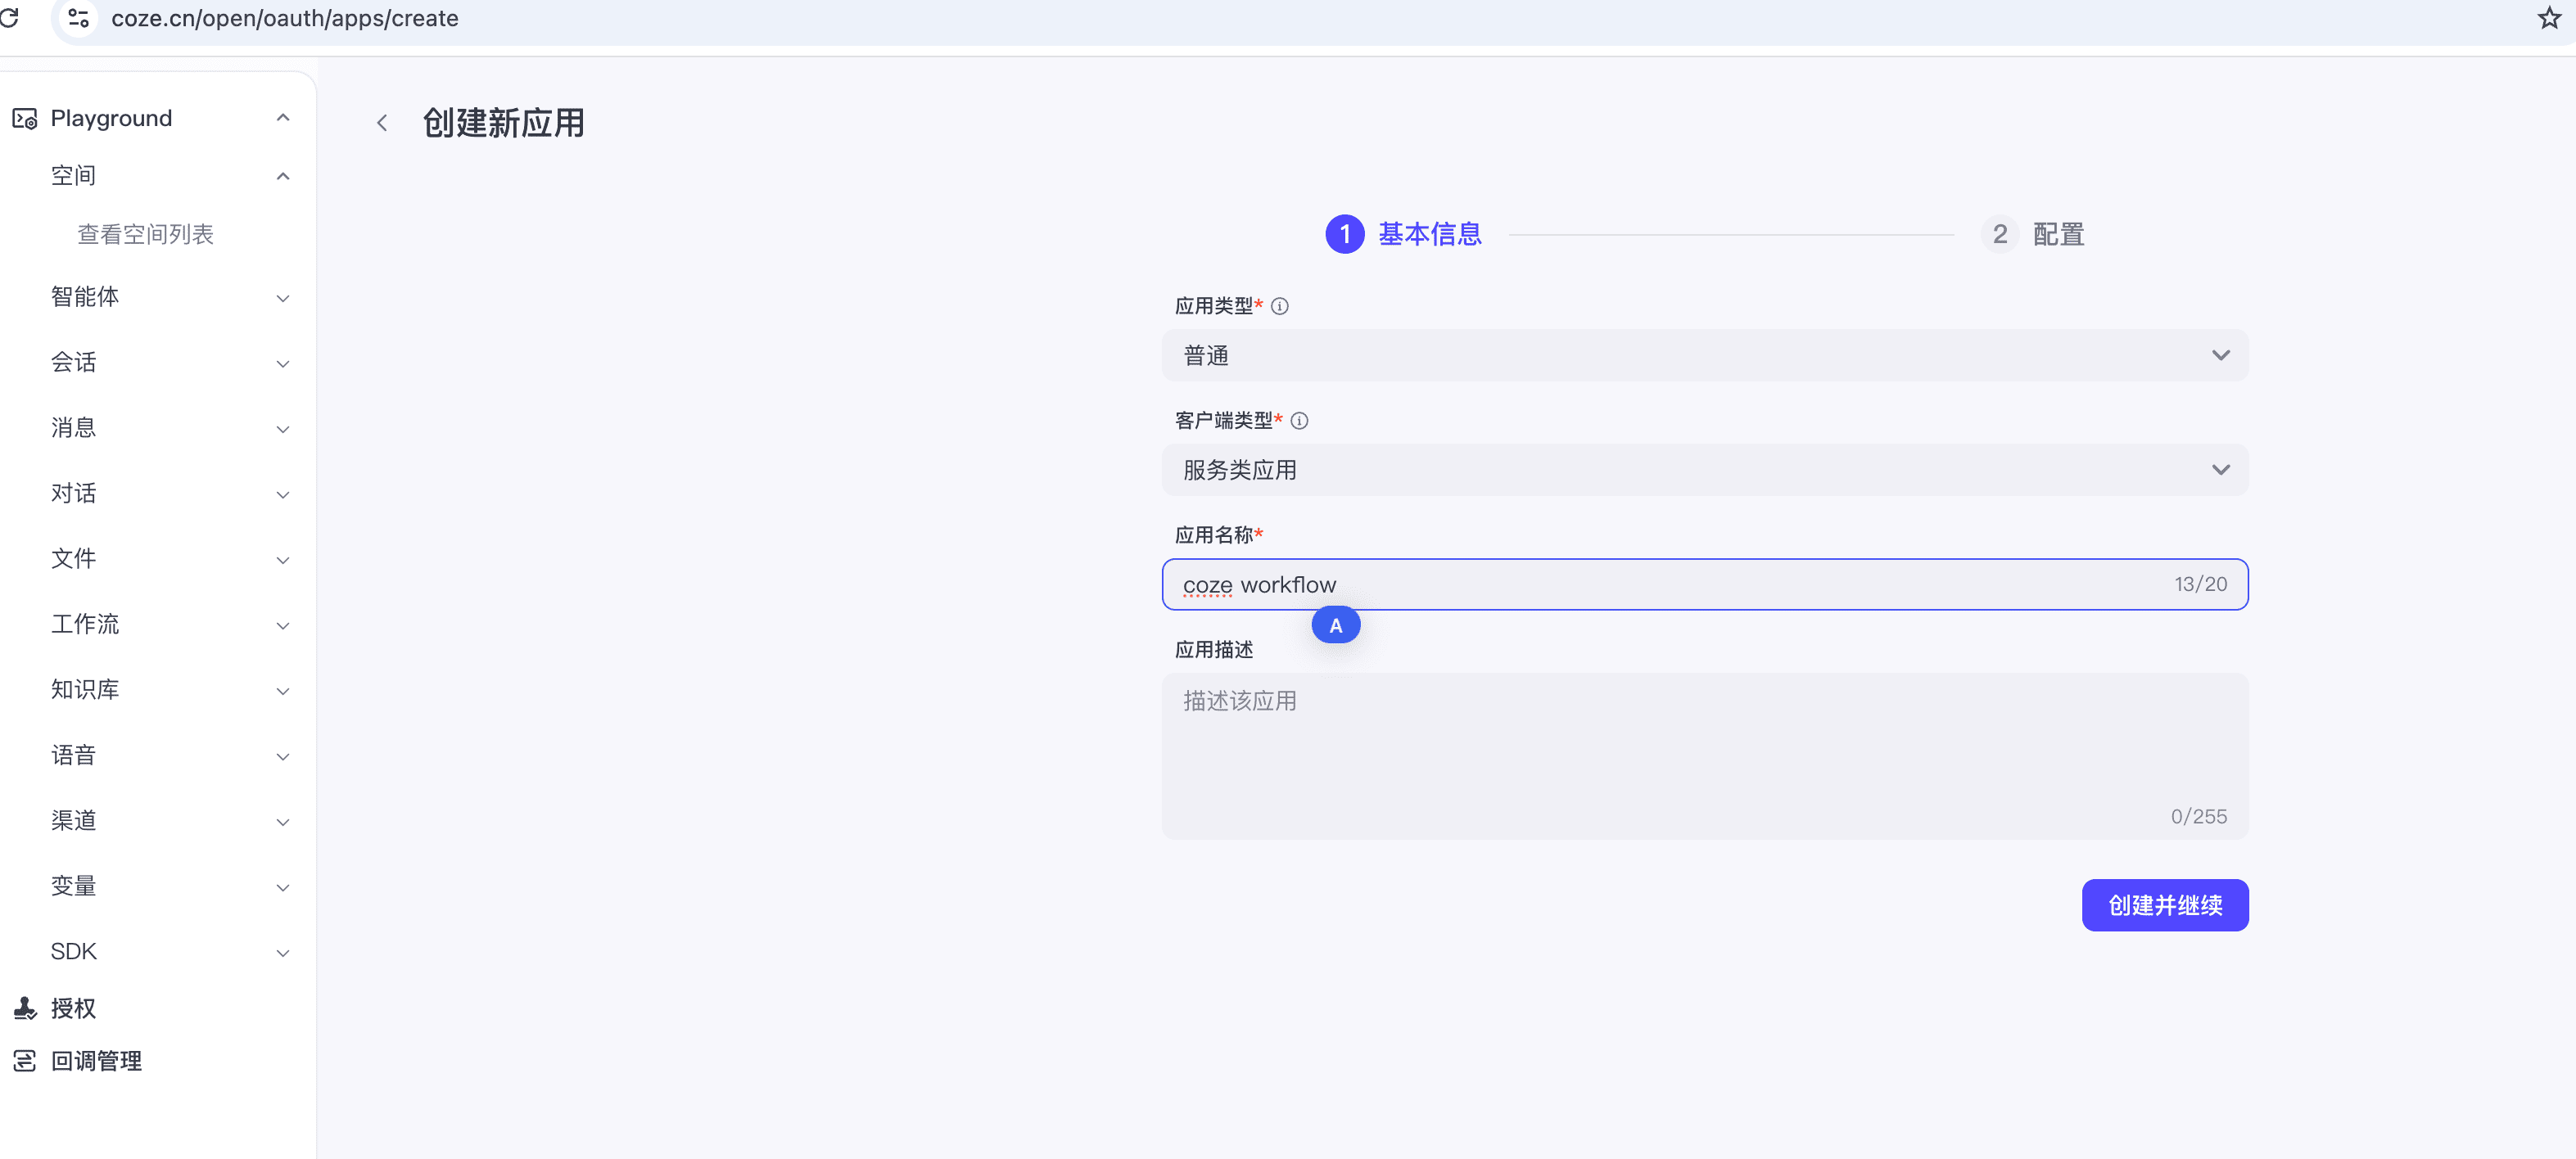 coze.cn/open/oauth/apps/create
Playground
空间
查看空间列表
智能体
会话
消息
对话
文件
工作流
知识库
语音
渠道
变量
SDK
授权
回调管理
创建新应用
1 基本信息
2 配置
应用类型*
普通
客户端类型*
服务类应用
应用名称*
coze workflow 13/20
A
应用描述
描述该应用
0/255
创建并继续